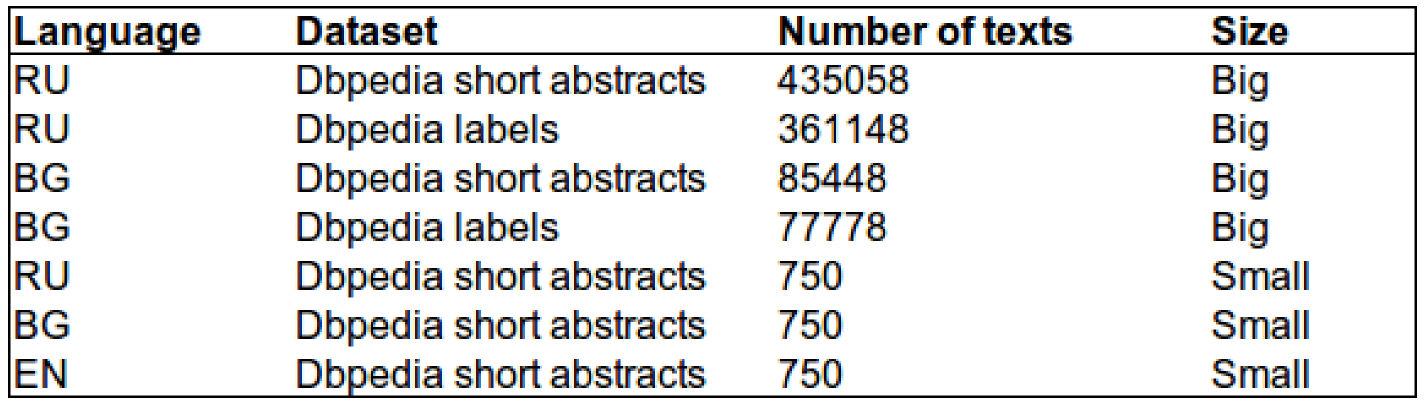 Language Dataset Number of texts Size
RU Dbpedia short abstracts 435058 Big
RU Dbpedia labels 361148 Big
BG Dbpedia short abstracts 85448 Big
BG Dbpedia labels 77778 Big
RU Dbpedia short abstracts 750 Small
BG Dbpedia short abstracts 750 Small
EN Dbpedia short abstracts 750 Small